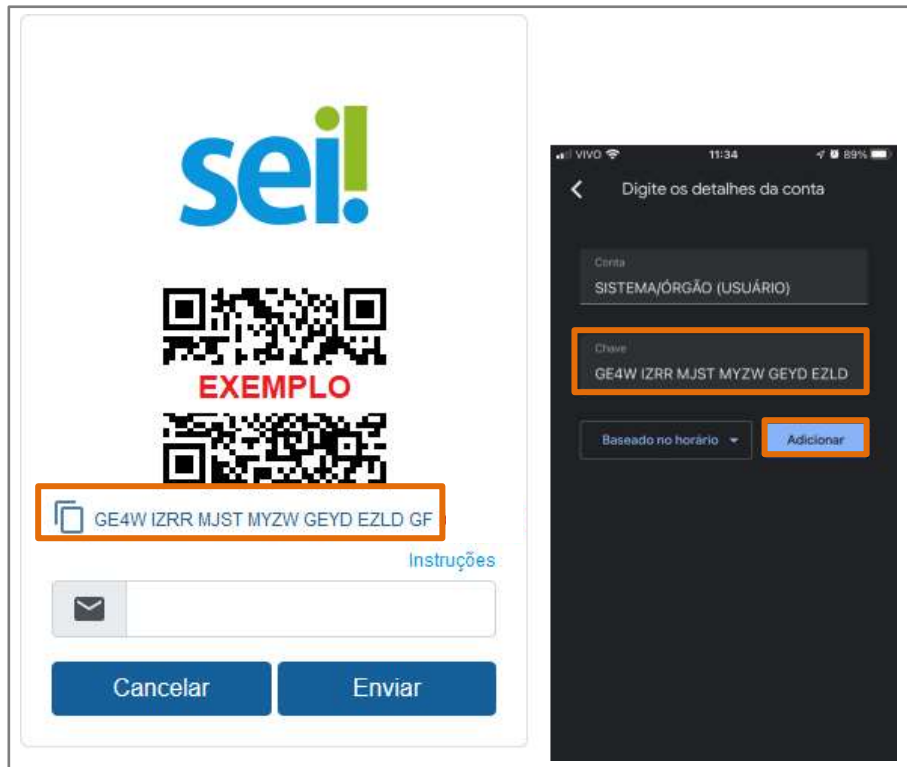 sei!
EXEMPLO
GE4W IZRR MJST MYZW GEYD EZLD GF
Instruções
Cancelar
Enviar
VIVO
11:34
89%
Digite os detalhes da conta
Conta
SISTEMA/ÓRGÃO (USUÁRIO)
Chave
GE4W IZRR MJST MYZW GEYD EZLD
Baseado no horário
Adicionar